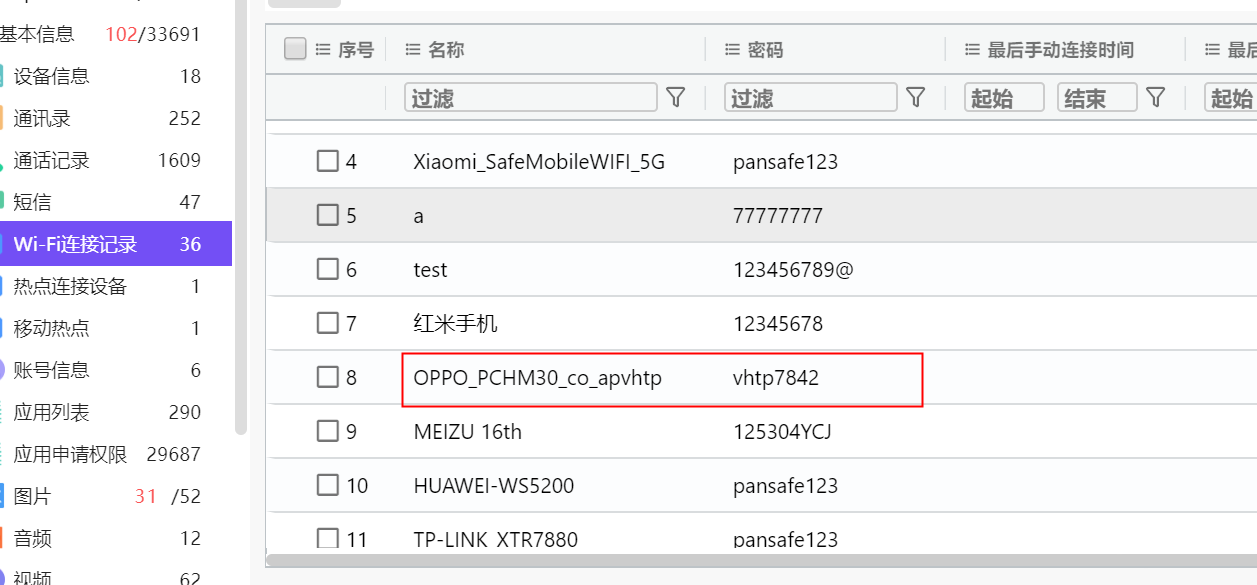 基本信息 102/33691
设备信息 18
通讯录 252
通话记录 1609
短信 47
Wi-Fi连接记录 36
热点连接设备 1
移动热点 1
账号信息 6
应用列表 290
应用申请权限 29687
图片 31 /52
音频 12
视频 62
序号 名称 密码 最后手动连接时间 最后
过滤 过滤 起始 结束 起始
4 Xiaomi_SafeMobileWIFI_5G pansafe123
5 a 77777777
6 test 123456789@
7 红米手机 12345678
8 OPPO_PCHM30_co_apvhtp vhtp7842
9 MEIZU 16th 125304YCJ
10 HUAWEI-WS5200 pansafe123
11 TP-LINK_XTR7880 pansafe123